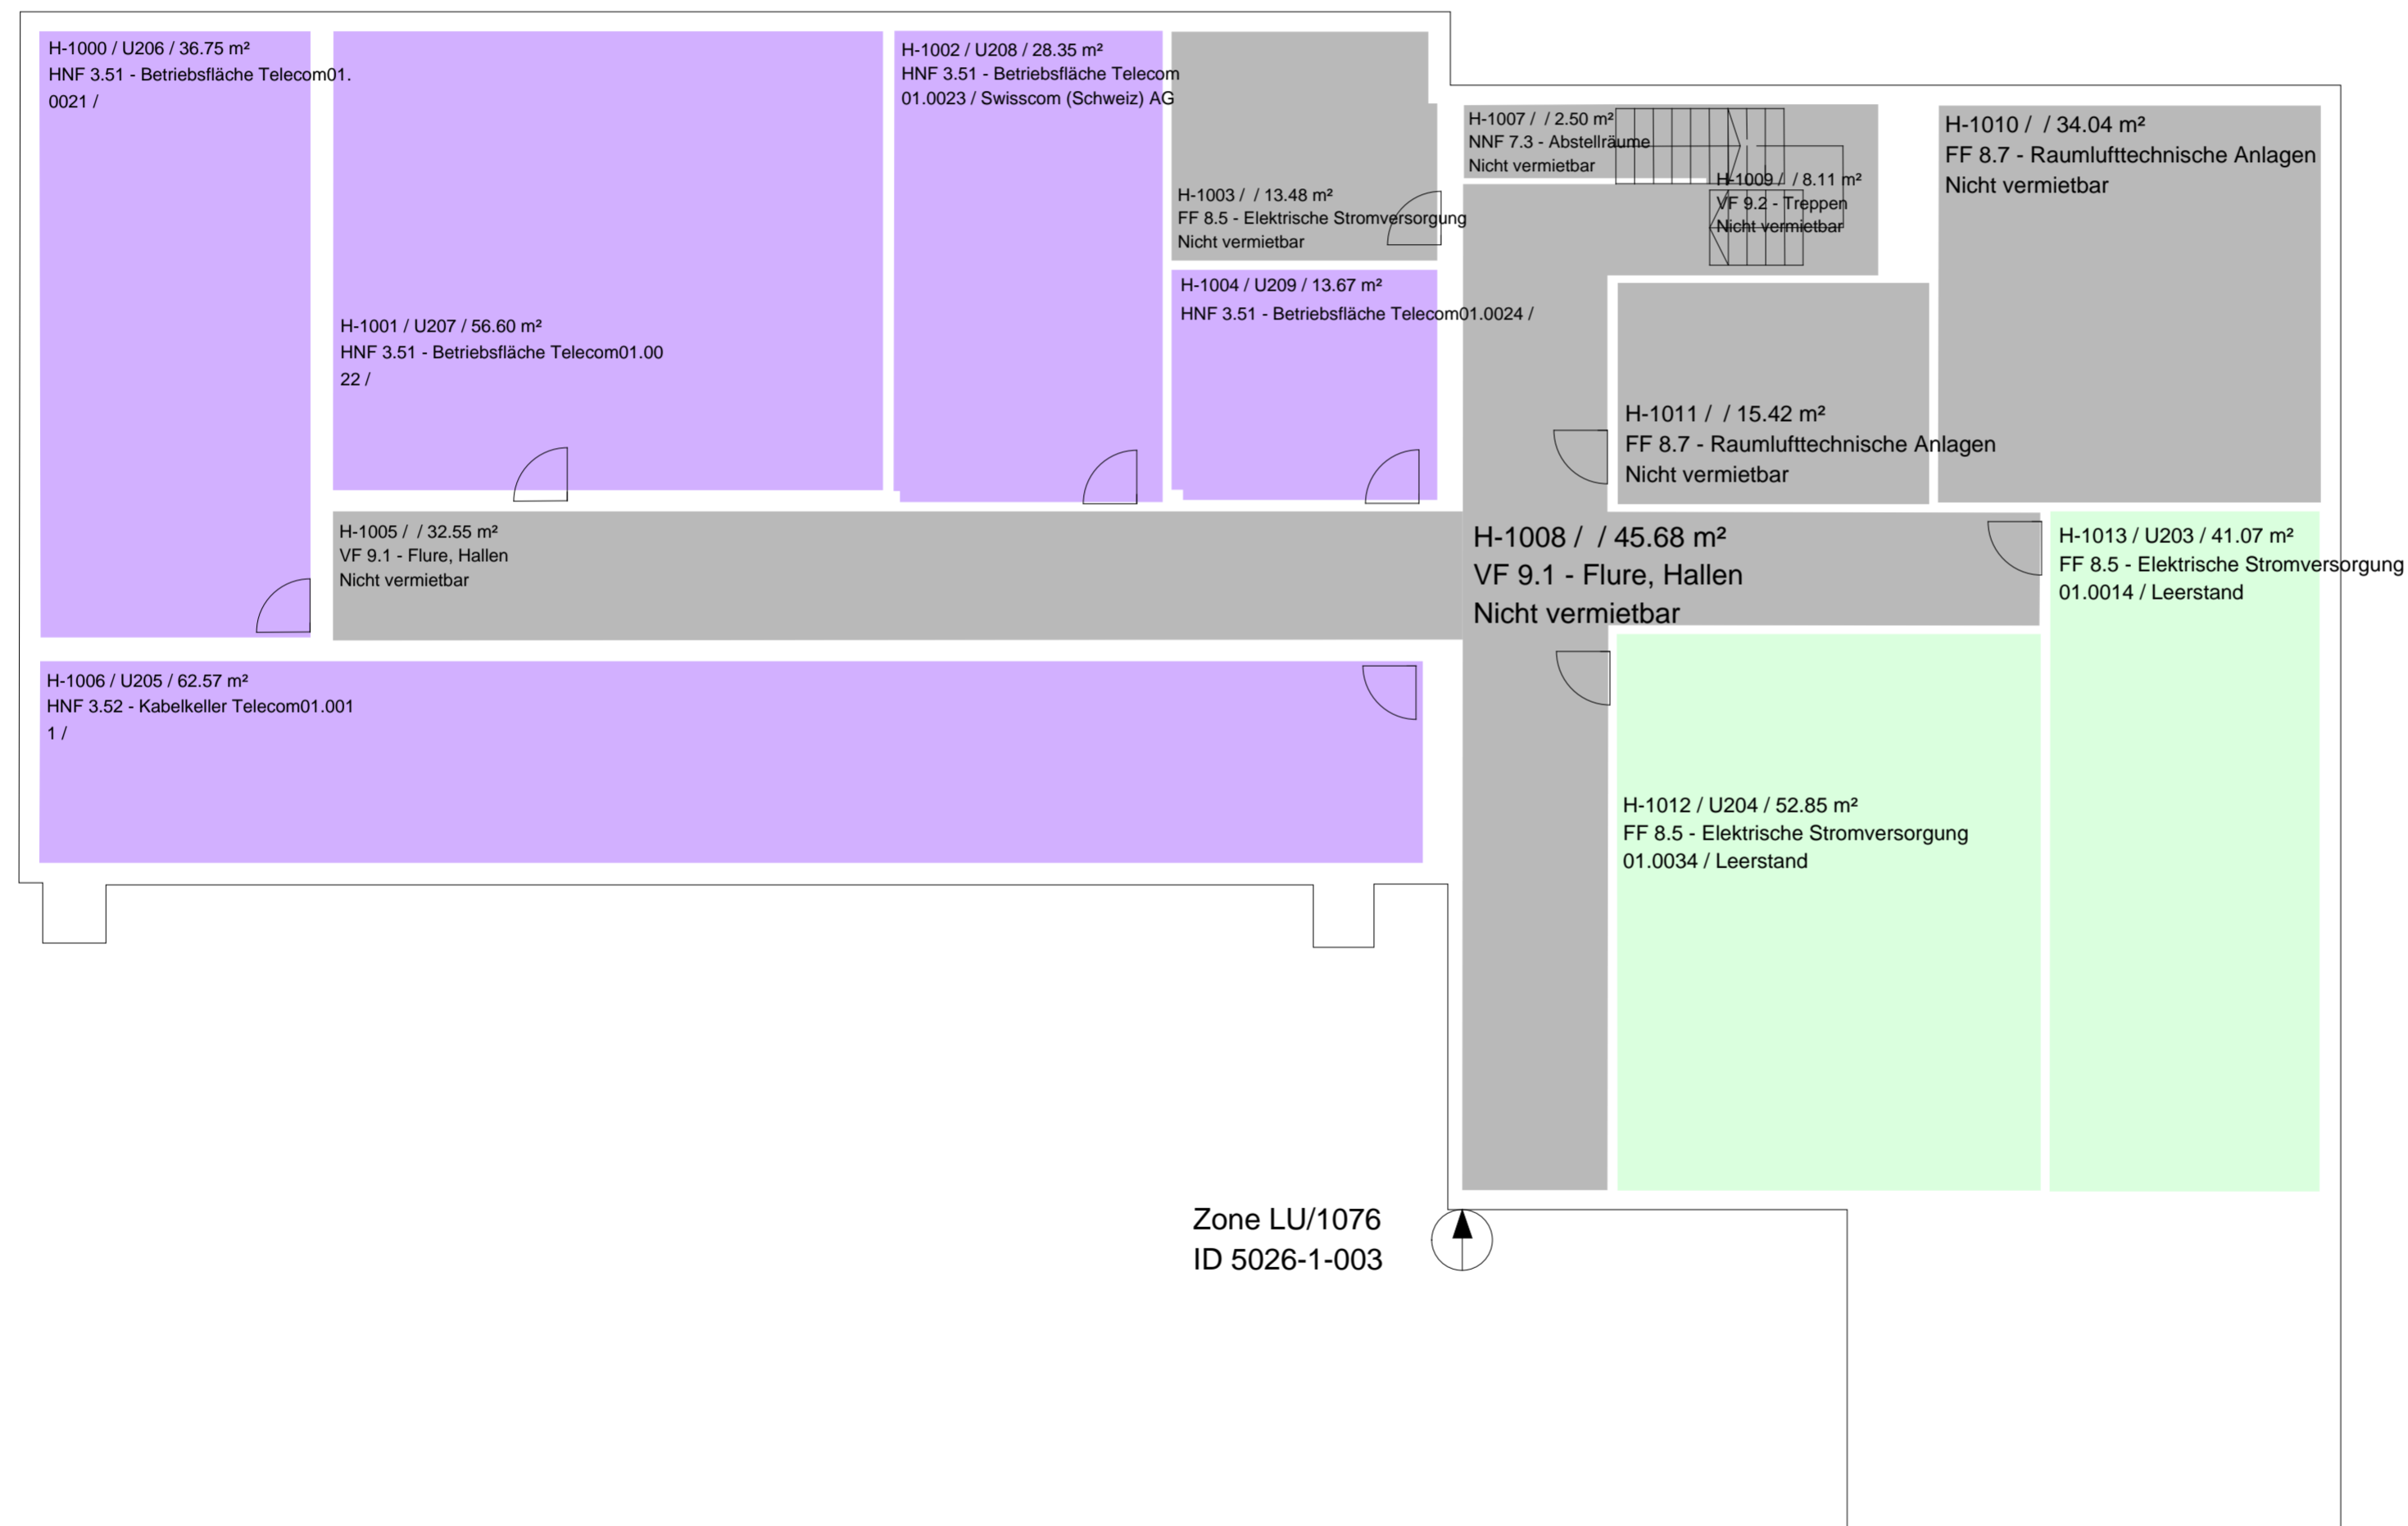 H-1000 / U206 / 36.75 m²
HNF 3.51 - Betriebsfläche Telecom01.
0021 /
H-1001 / U207 / 56.60 m²
HNF 3.51 - Betriebsfläche Telecom01.00
22 /
H-1002 / U208 / 28.35 m²
HNF 3.51 - Betriebsfläche Telecom
01.0023 / Swisscom (Schweiz) AG
H-1003 / / 13.48 m²
FF 8.5 - Elektrische Stromversorgung
Nicht vermietbar
H-1004 / U209 / 13.67 m²
HNF 3.51 - Betriebsfläche Telecom01.0024 /
H-1007 / / 2.50 m²
NNF 7.3 - Abstellräume
Nicht vermietbar
H-1009 / / 8.11 m²
VF 9.2 - Treppen
Nicht vermietbar
H-1010 / / 34.04 m²
FF 8.7 - Raumlufttechnische Anlagen
Nicht vermietbar
H-1011 / / 15.42 m²
FF 8.7 - Raumlufttechnische Anlagen
Nicht vermietbar
H-1005 / / 32.55 m²
VF 9.1 - Flure, Hallen
Nicht vermietbar
H-1008 / / 45.68 m²
VF 9.1 - Flure, Hallen
Nicht vermietbar
H-1013 / U203 / 41.07 m²
FF 8.5 - Elektrische Stromversorgung
01.0014 / Leerstand
H-1006 / U205 / 62.57 m²
HNF 3.52 - Kabelkeller Telecom01.001
1 /
H-1012 / U204 / 52.85 m²
FF 8.5 - Elektrische Stromversorgung
01.0034 / Leerstand
Zone LU/1076
ID 5026-1-003